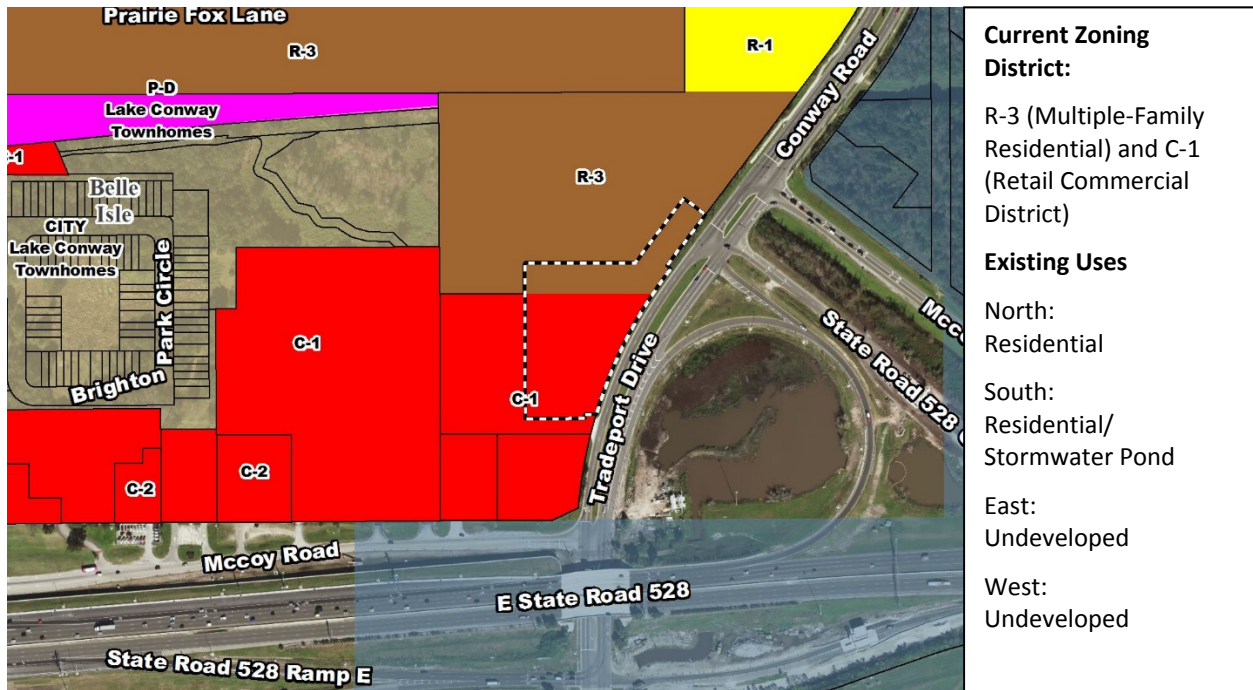 Prairie Fox Lane
R-3
R-1
P-D
Lake Conway
Townhomes
Conway Road
C-1
Belle
Isle
CITY
Lake Conway
Townhomes
Park Circle
Brighton
R-3
C-1
C-1
Tradeport Drive
State Road 528
C-2
C-2
Mccoy Road
E State Road 528
State Road 528 Ramp E
Current Zoning
District:
R-3 (Multiple-Family
Residential) and C-1
(Retail Commercial
District)
Existing Uses
North:
Residential
South:
Residential/
Stormwater Pond
East:
Undeveloped
West:
Undeveloped